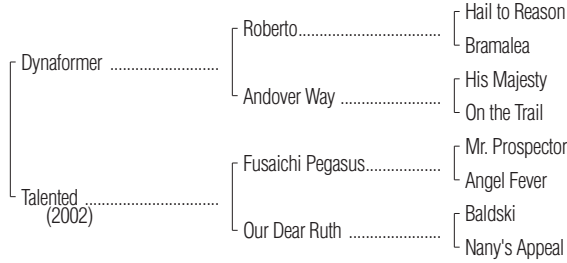 Hail to Reason
Roberto..................................
Bramalea
Dynaformer .........................
His Majesty
Andover Way .......................
On the Trail
Mr. Prospector
Fusaichi Pegasus.................
Angel Fever
Talented ...............................
(2002)
Baldski
Our Dear Ruth .....................
Nany's Appeal